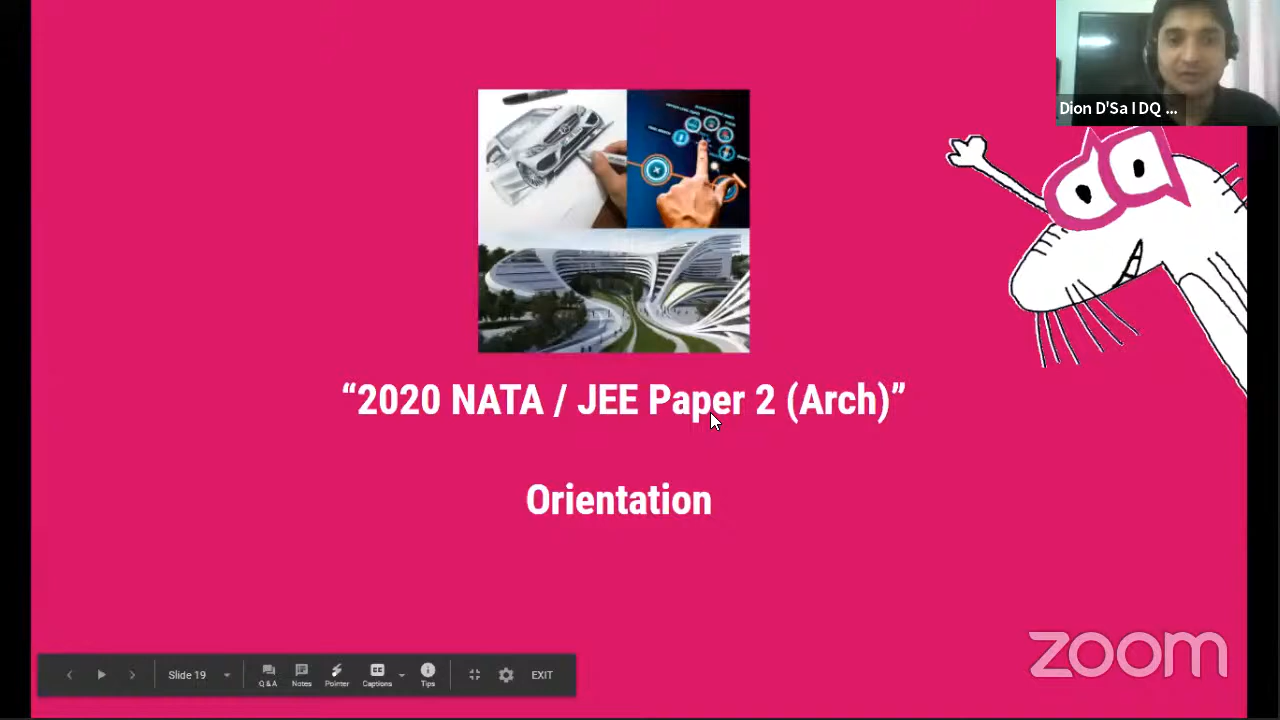 Dion D'Sa I DQ ...
“2020 NATA / JEE Paper 2 (Arch)”
Orientation
zoom
Slide 19
Q & A
Notes
Pointer
Captions
Tips
EXIT